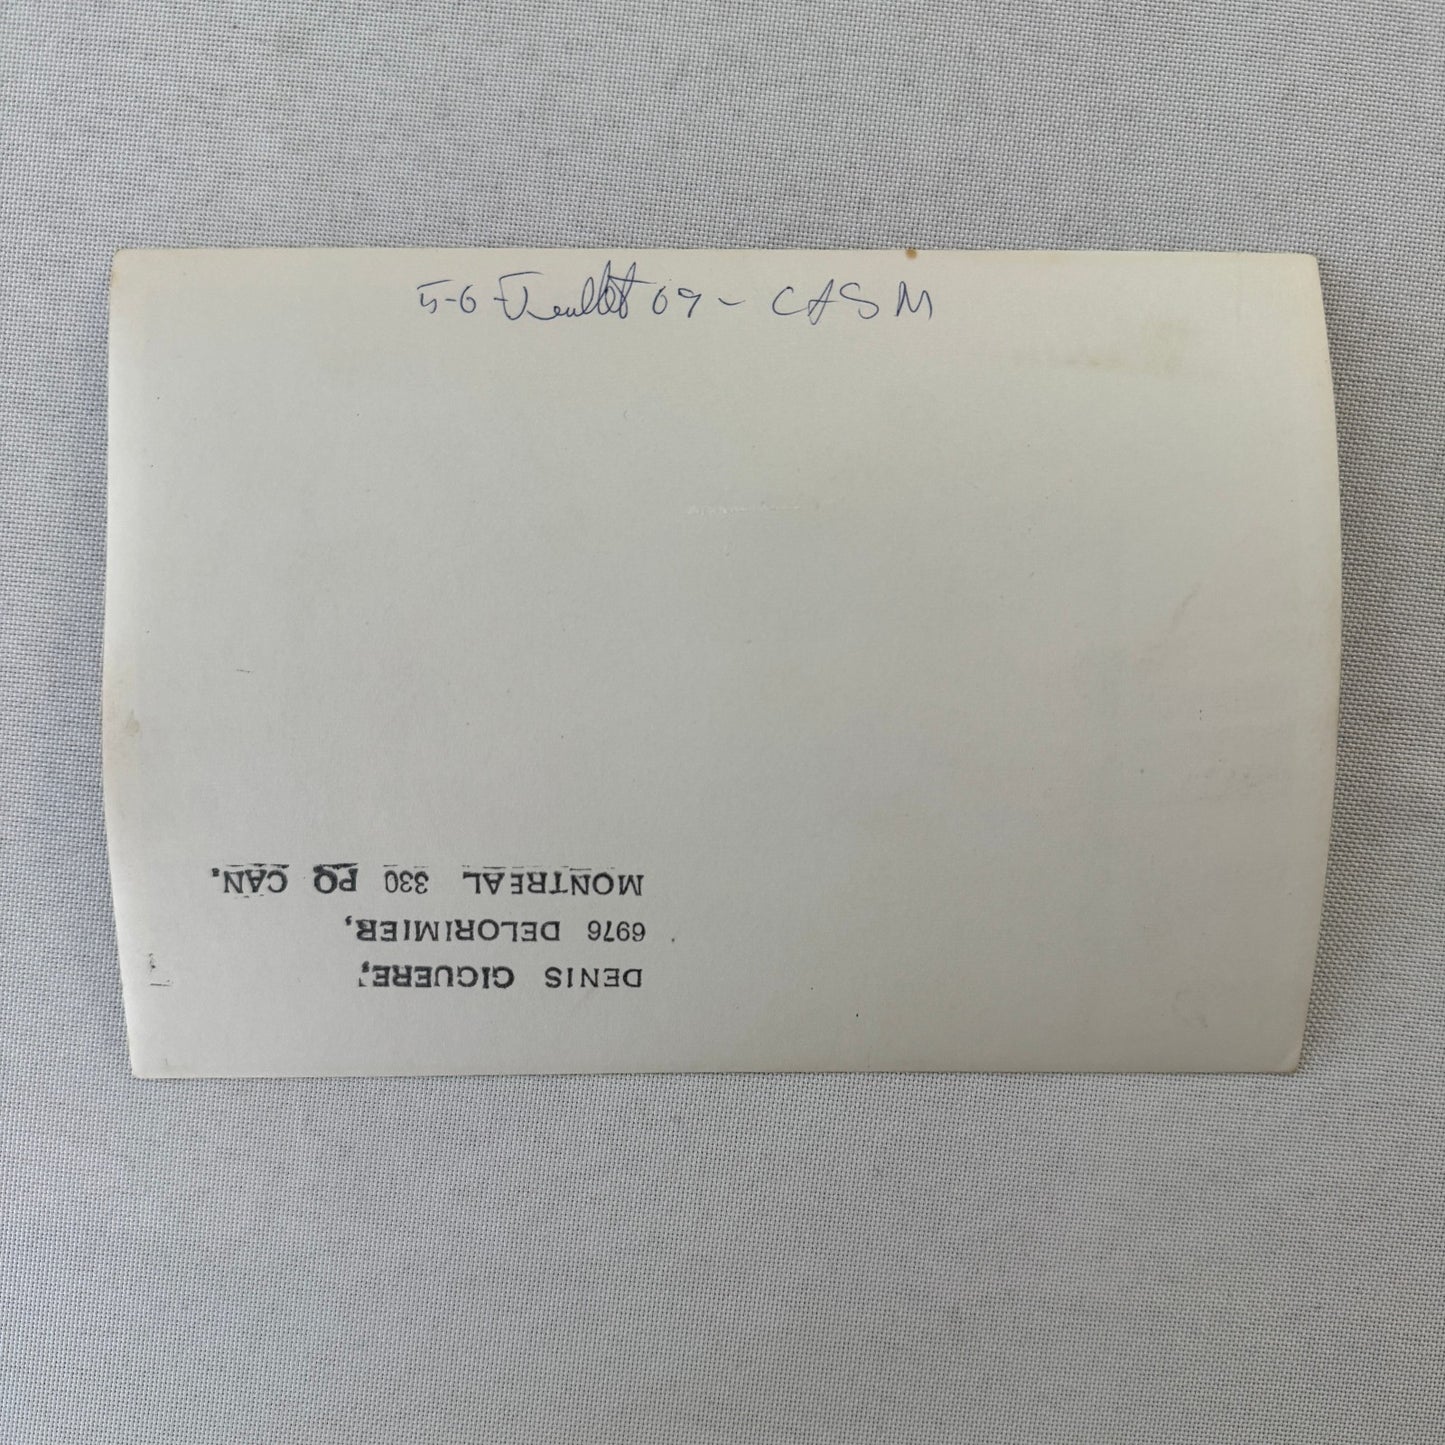 5-6 Juillet 69 - CASM
DENIS GIGUERE,
6976 DELORIMIER,
MONTREAL 330 PQ CAN.